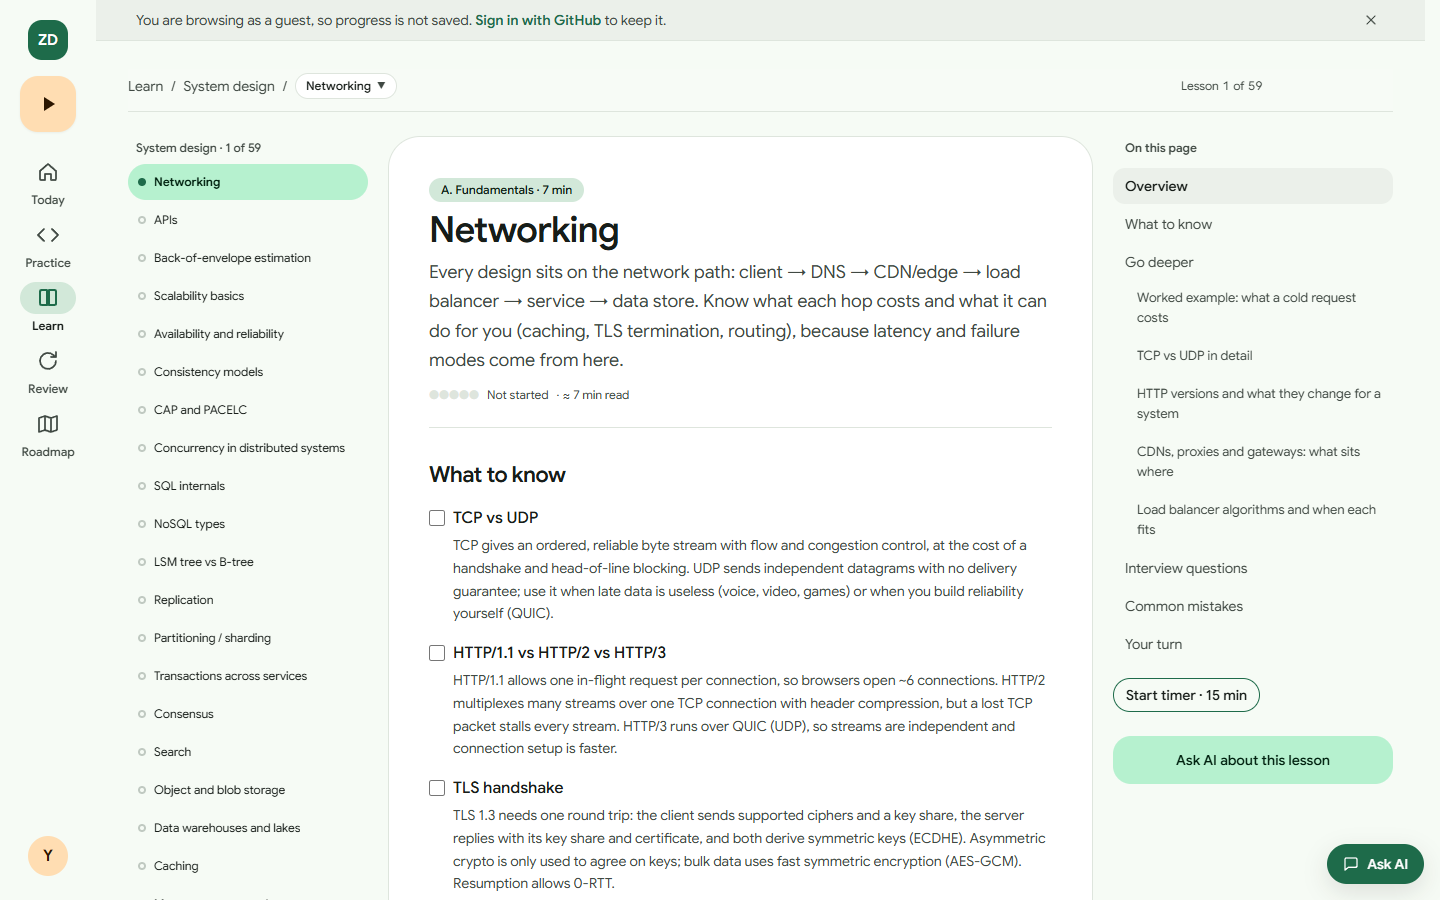 You are browsing as a guest, so progress is not saved. Sign in with GitHub to keep it.
ZD
Today
Practice
Learn
Review
Roadmap
Y
Learn / System design / Networking ▼
Lesson 1 of 59
System design · 1 of 59
Networking
APIs
Back-of-envelope estimation
Scalability basics
Availability and reliability
Consistency models
CAP and PACELC
Concurrency in distributed systems
SQL internals
NoSQL types
LSM tree vs B-tree
Replication
Partitioning / sharding
Transactions across services
Consensus
Search
Object and blob storage
Data warehouses and lakes
Caching
A. Fundamentals · 7 min
Networking
Every design sits on the network path: client → DNS → CDN/edge → load
balancer → service → data store. Know what each hop costs and what it can
do for you (caching, TLS termination, routing), because latency and failure
modes come from here.
Not started · ≈ 7 min read
What to know
TCP vs UDP
TCP gives an ordered, reliable byte stream with flow and congestion control, at the cost of a
handshake and head-of-line blocking. UDP sends independent datagrams with no delivery
guarantee; use it when late data is useless (voice, video, games) or when you build reliability
yourself (QUIC).
HTTP/1.1 vs HTTP/2 vs HTTP/3
HTTP/1.1 allows one in-flight request per connection, so browsers open ~6 connections. HTTP/2
multiplexes many streams over one TCP connection with header compression, but a lost TCP
packet stalls every stream. HTTP/3 runs over QUIC (UDP), so streams are independent and
connection setup is faster.
TLS handshake
TLS 1.3 needs one round trip: the client sends supported ciphers and a key share, the server
replies with its key share and certificate, and both derive symmetric keys (ECDHE). Asymmetric
crypto is only used to agree on keys; bulk data uses fast symmetric encryption (AES-GCM).
Resumption allows 0-RTT.
On this page
Overview
What to know
Go deeper
Worked example: what a cold request
costs
TCP vs UDP in detail
HTTP versions and what they change for a
system
CDNs, proxies and gateways: what sits
where
Load balancer algorithms and when each
fits
Interview questions
Common mistakes
Your turn
Start timer · 15 min
Ask AI about this lesson
Ask AI